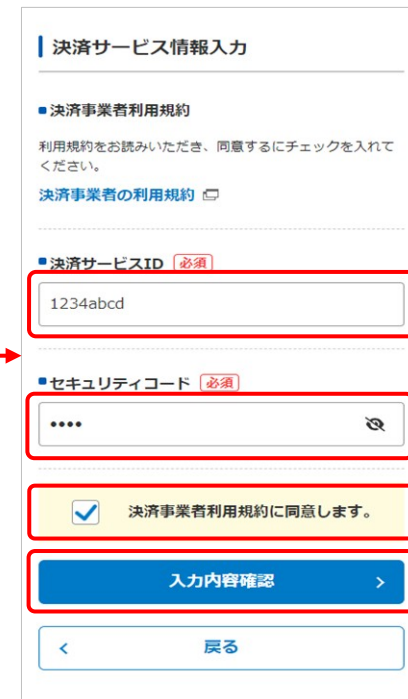 決済サービス情報入力
決済事業者利用規約
利用規約をお読みいただき、同意するにチェックを入れて
ください。
決済事業者の利用規約
決済サービスID 必須
1234abcd
セキュリティコード 必須
••••
決済事業者利用規約に同意します。
入力内容確認 >
< 戻る